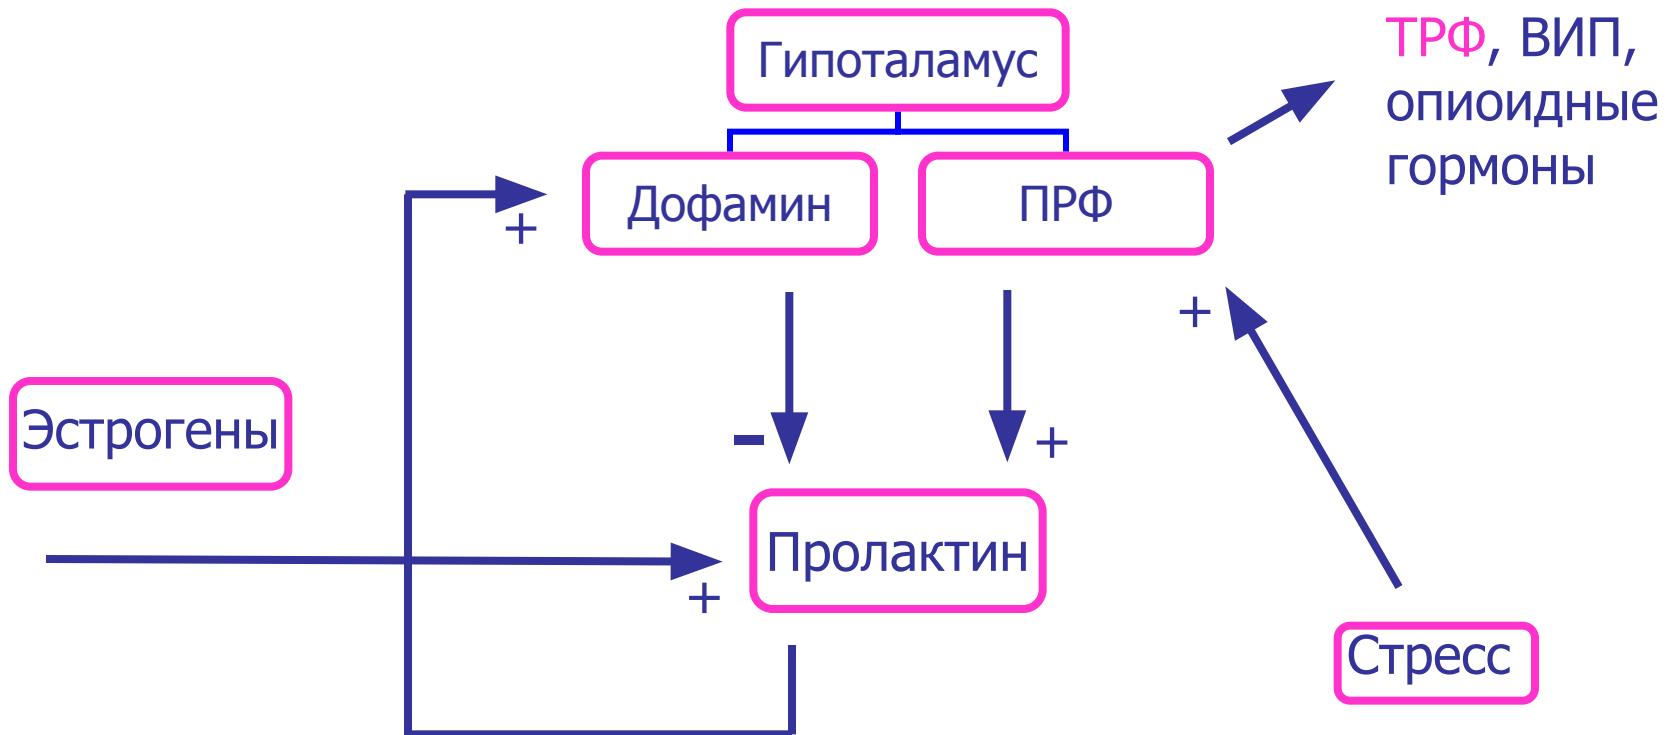 Гипоталамус
ТРФ, ВИП,
опиоидные
гормоны
Дофамин
ПРФ
+
+
Эстрогены
-
+
Пролактин
+
Стресс